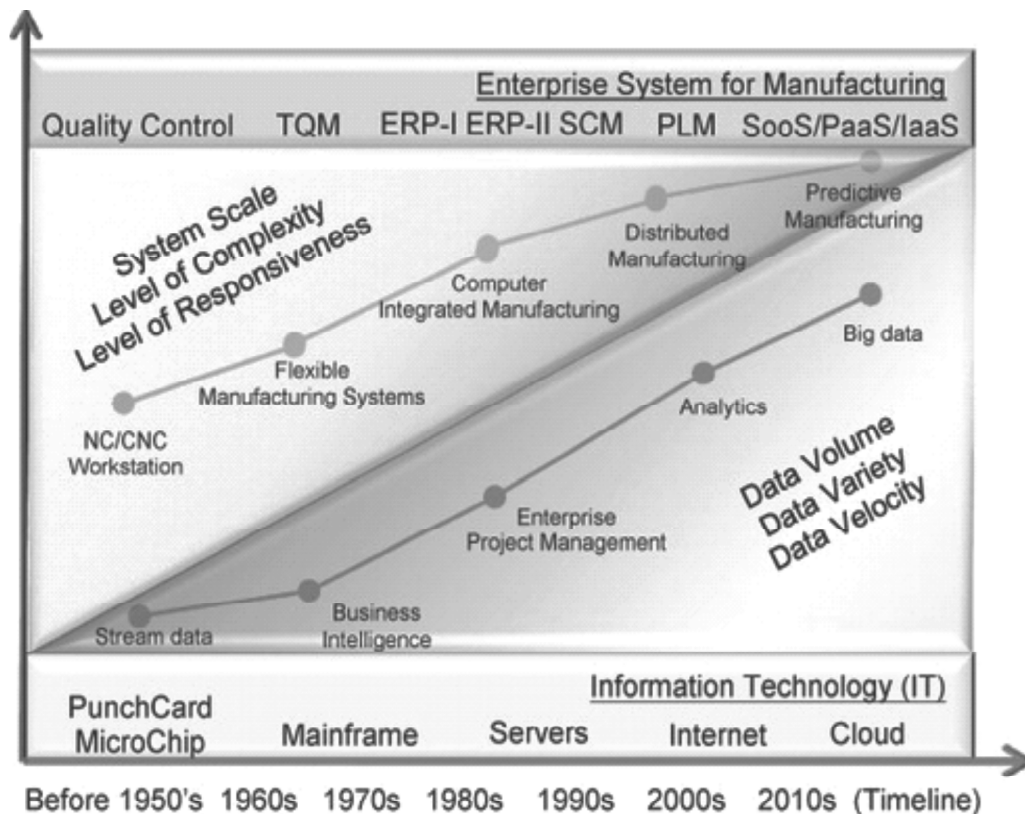 Enterprise System for Manufacturing
Quality Control TQM ERP-I ERP-II SCM PLM SooS/PaaS/IaaS
System Scale
Level of Complexity
Level of Responsiveness
Predictive
Manufacturing
Distributed
Manufacturing
Computer
Integrated Manufacturing
Flexible
Manufacturing Systems
NC/CNC
Workstation
Big data
Analytics
Enterprise
Project Management
Business
Intelligence
Stream data
Data Volume
Data Variety
Data Velocity
Information Technology (IT)
PunchCard
MicroChip
Mainframe Servers Internet Cloud
Before 1950's 1960s 1970s 1980s 1990s 2000s 2010s (Timeline)